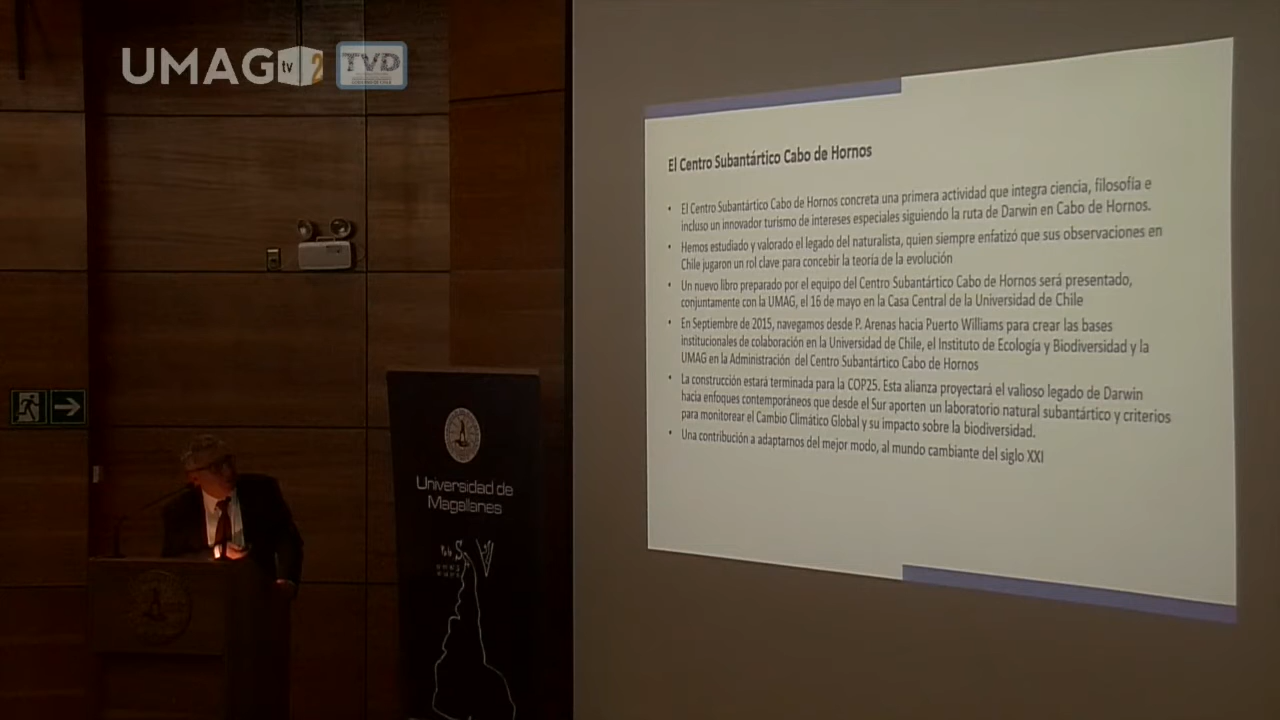 UMAG tv 2 TVD
El Centro Subantártico Cabo de Hornos
• El Centro Subantártico Cabo de Hornos concreta una primera actividad que integra ciencia, filosofía e
incluso un innovador turismo de intereses especiales siguiendo la ruta de Darwin en Cabo de Hornos.
• Hemos estudiado y valorado el legado del naturalista, quien siempre enfatizó que sus observaciones en
Chile jugaron un rol clave para concebir la teoría de la evolución
• Un nuevo libro preparado por el equipo del Centro Subantártico Cabo de Hornos será presentado,
conjuntamente con la UMAG, el 16 de mayo en la Casa Central de la Universidad de Chile
• En Septiembre de 2015, navegamos desde P. Arenas hacia Puerto Williams para crear las bases
institucionales de colaboración en la Universidad de Chile, el Instituto de Ecología y Biodiversidad y la
UMAG en la Administración del Centro Subantártico Cabo de Hornos
• La construcción estará terminada para la COP25. Esta alianza proyectará el valioso legado de Darwin
hacia enfoques contemporáneos que desde el Sur aporten un laboratorio natural subantártico y criterios
para monitorear el Cambio Climático Global y su impacto sobre la biodiversidad.
• Una contribución a adaptarnos del mejor modo, al mundo cambiante del siglo XXI
Universidad de
Magallanes